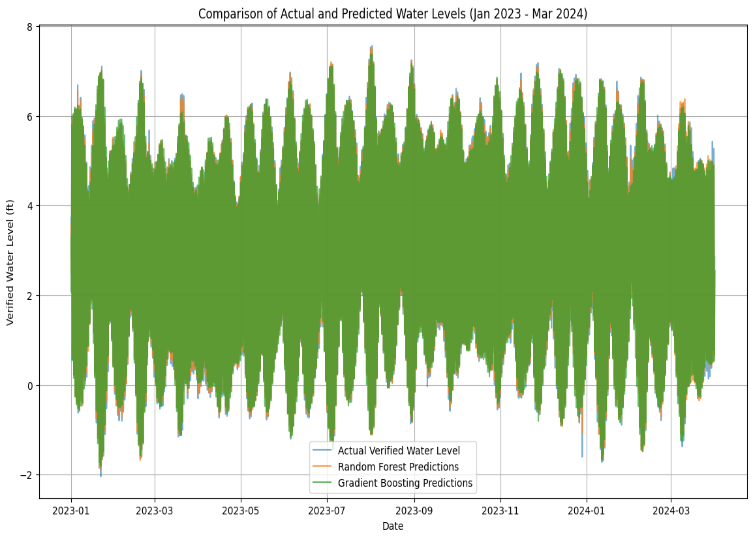 Comparison of Actual and Predicted Water Levels (Jan 2023 - Mar 2024)
8
6
4
2
0
−2
Verified Water Level (ft)
Actual Verified Water Level
Random Forest Predictions
Gradient Boosting Predictions
2023-01 2023-03 2023-05 2023-07 2023-09 2023-11 2024-01 2024-03
Date